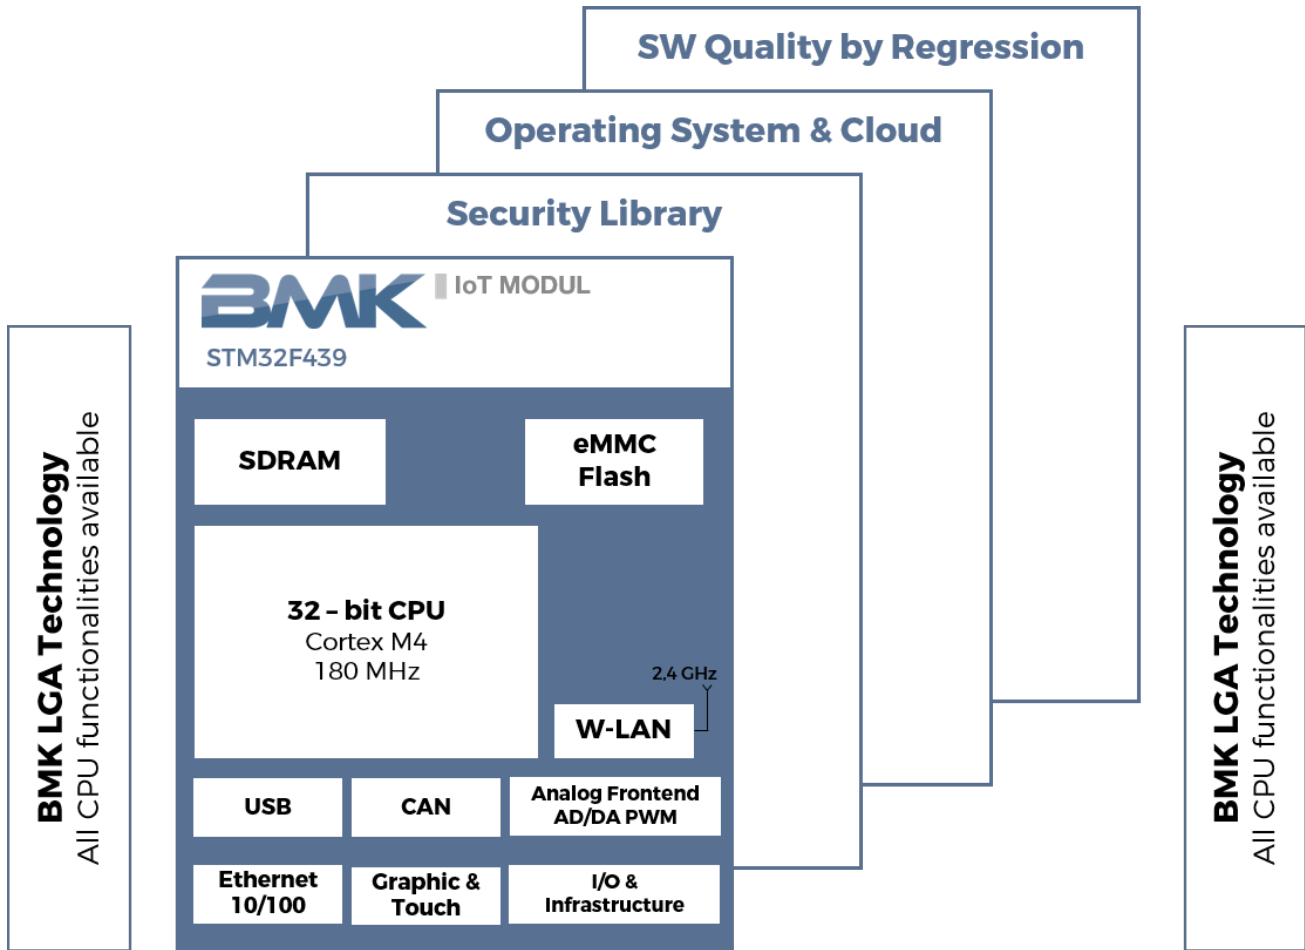 SW Quality by Regression
Operating System & Cloud
Security Library
BMK IoT MODUL
STM32F439
SDRAM
eMMC
Flash
32 – bit CPU
Cortex M4
180 MHz
2,4 GHz
W-LAN
USB
CAN
Analog Frontend
AD/DA PWM
Ethernet
10/100
Graphic &
Touch
I/O &
Infrastructure
BMK LGA Technology
All CPU functionalities available
BMK LGA Technology
All CPU functionalities available